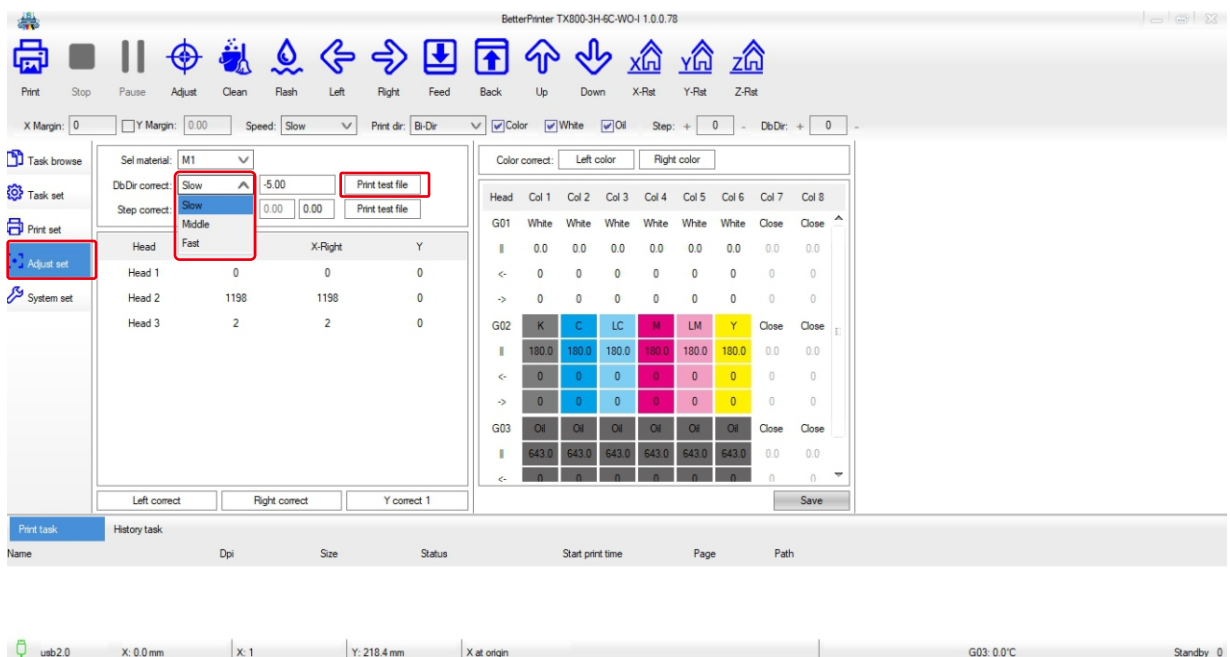 BetterPrinter TX800-3H-6C-WO-I 1.0.0.78
Print Stop Pause Adjust Clean Flash Left Right Feed Back Up Down X-Rst Y-Rst Z-Rst
X Margin: 0 Y Margin: 0.00 Speed: Slow Print dir: Bi-Dir Color White Oil Step: + 0 - DbDir: + 0 -
Task browse
Task set
Print set
Adjust set
System set
Sel material: M1
DbDir correct: Slow -5.00 Print test file
Slow
Middle
Fast
Step correct: 0.00 0.00 Print test file
Head X-Right Y
Head 1 0 0 0
Head 2 1198 1198 0
Head 3 2 2 0
Left correct Right correct Y correct 1
Color correct: Left color Right color
Head Col 1 Col 2 Col 3 Col 4 Col 5 Col 6 Col 7 Col 8
G01 White White White White White White Close Close
|| 0.0 0.0 0.0 0.0 0.0 0.0 0.0 0.0
<- 0 0 0 0 0 0 0 0
-> 0 0 0 0 0 0 0 0
G02 K C LC M LM Y Close Close
|| 180.0 180.0 180.0 180.0 180.0 180.0 0.0 0.0
<- 0 0 0 0 0 0 0 0
-> 0 0 0 0 0 0 0 0
G03 Oil Oil Oil Oil Oil Oil Close Close
|| 643.0 643.0 643.0 643.0 643.0 643.0 0.0 0.0
<- 0 0 0 0 0 0 0 0
Save
Print task History task
Name Dpi Size Status Start print time Page Path
usb2.0 X: 0.0 mm X: 1 Y: 218.4 mm X at origin G03: 0.0°C Standby 0